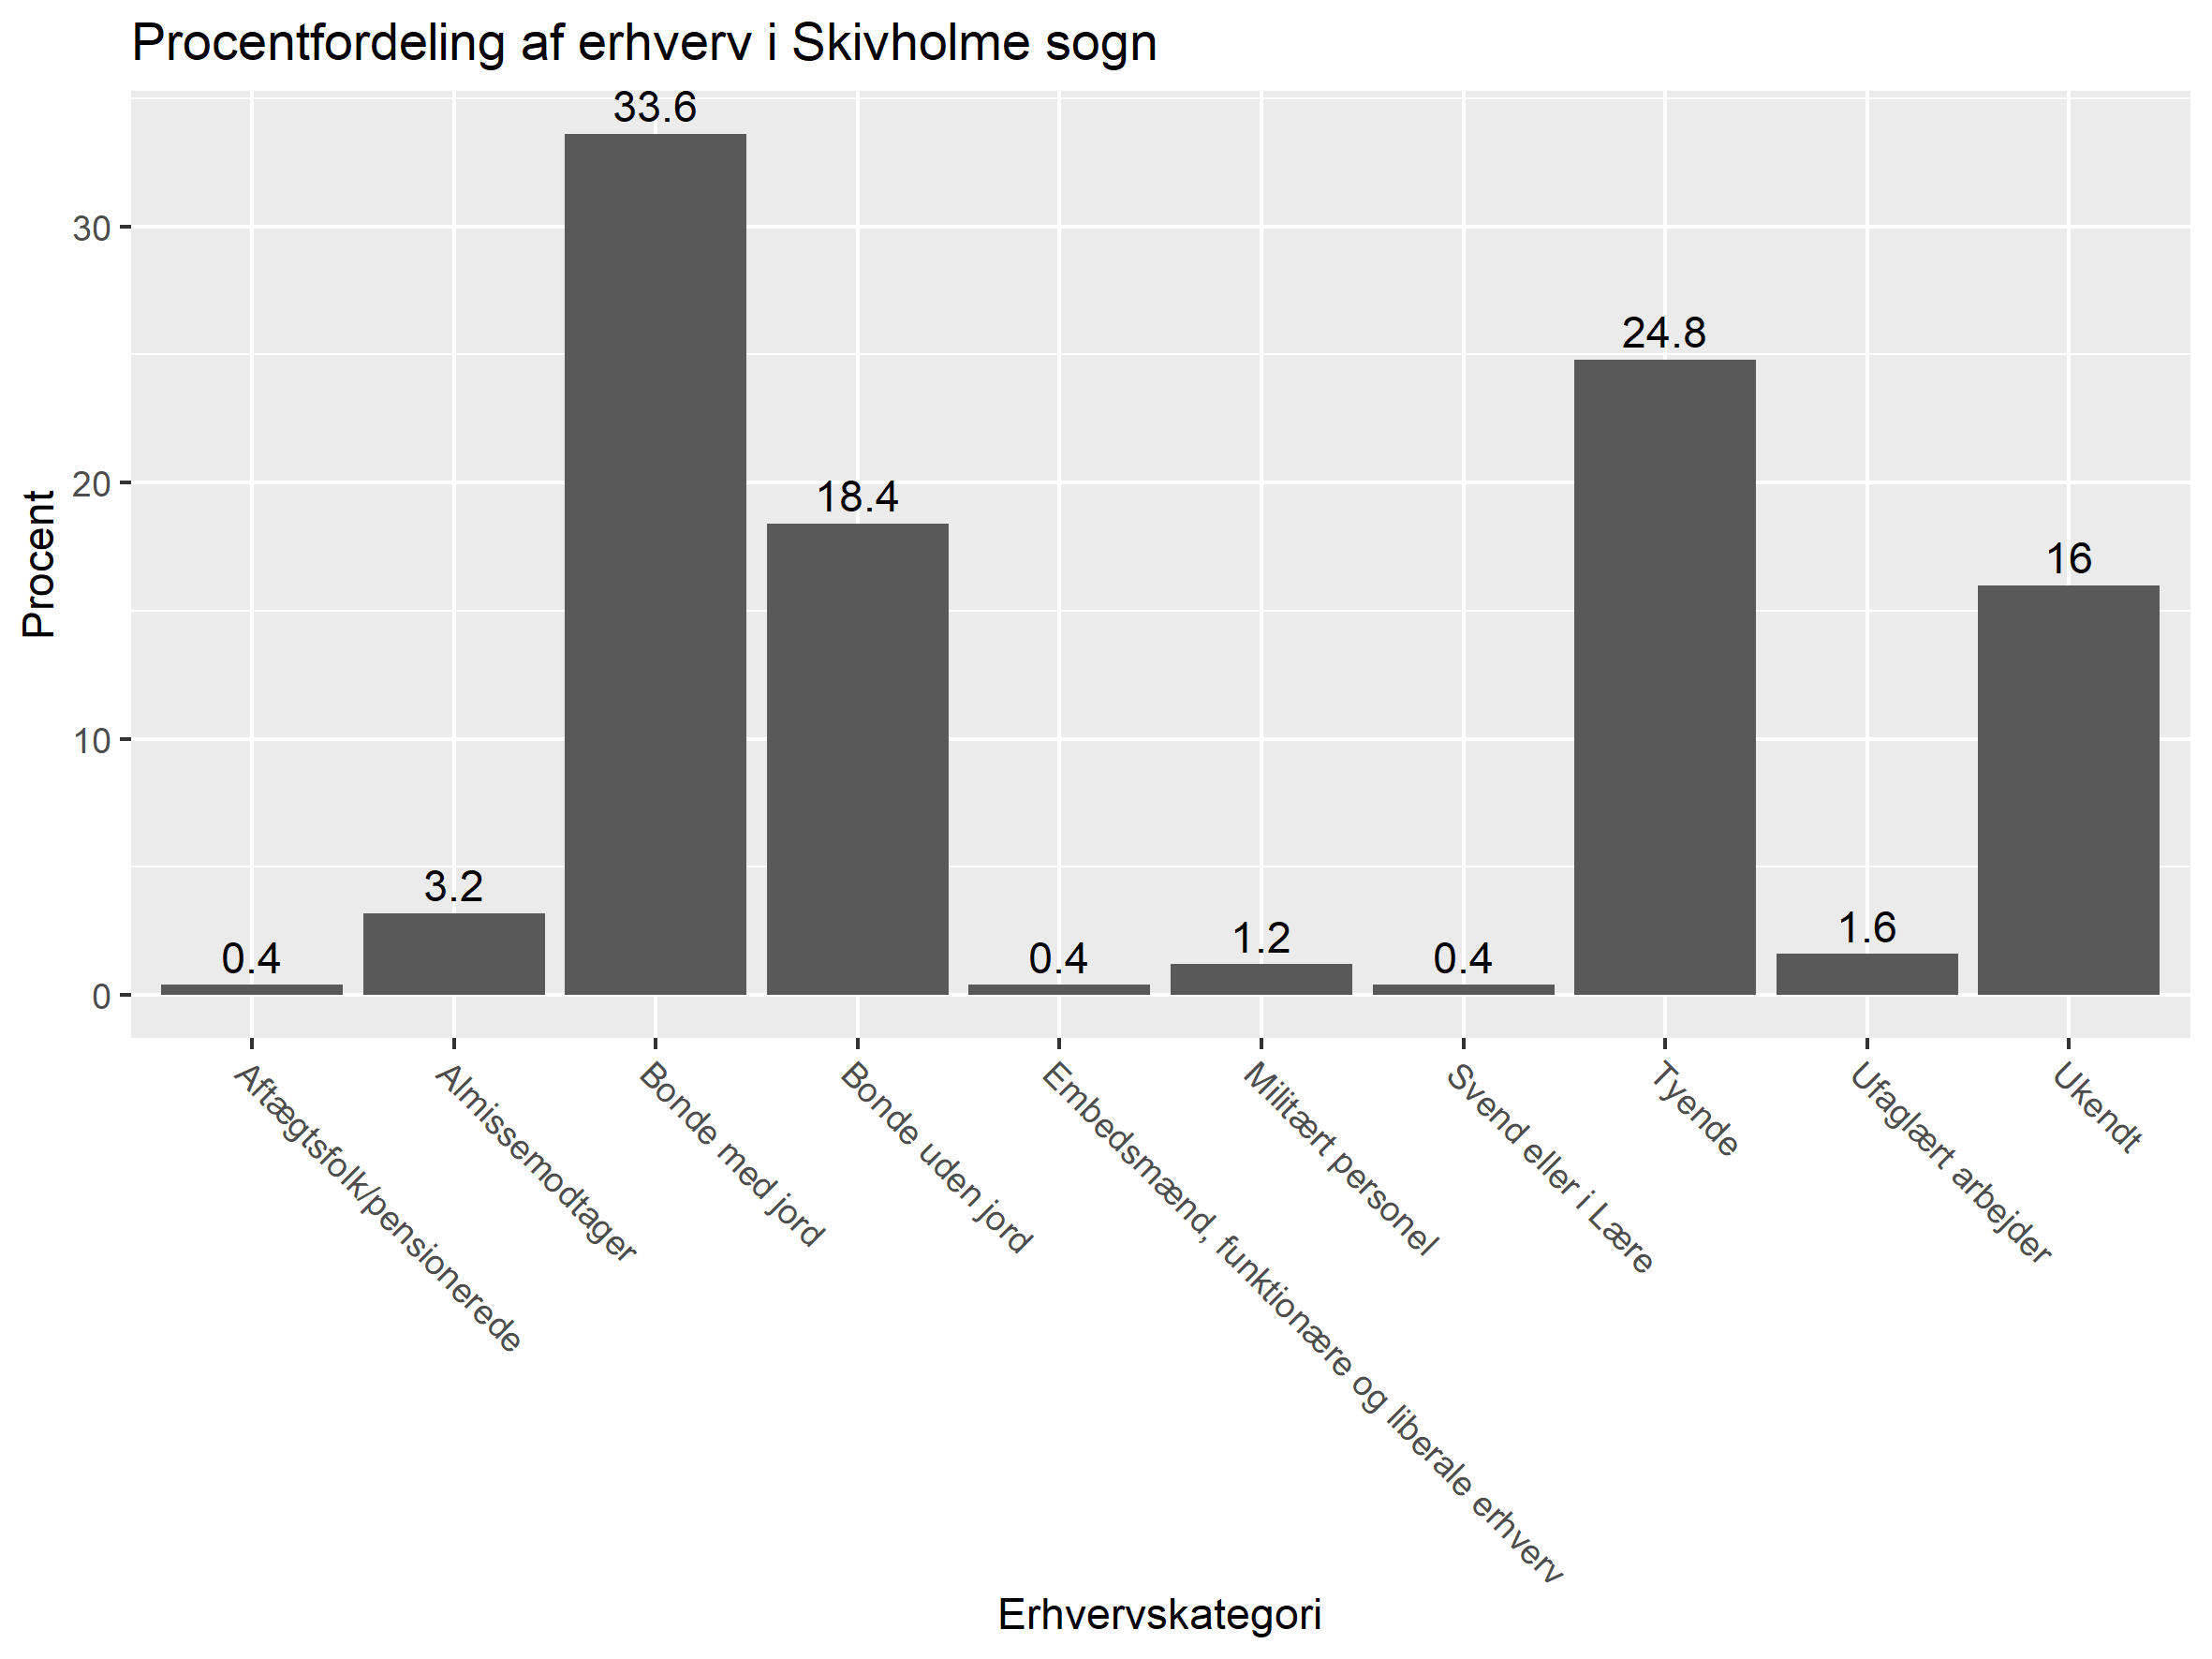 Procentfordeling af erhverv i Skivholme sogn
Procent
30
20
10
0
33.6
18.4
24.8
16
0.4
3.2
0.4
1.2
0.4
1.6
Aftægtsfolk/pensionerede
Almissemodtager
Bonde med jord
Bonde uden jord
Embedsmænd, funktionære og liberale erhverv
Militært personel
Svend eller i Lære
Tyende
Ufaglært arbejder
Ukendt
Erhvervskategori